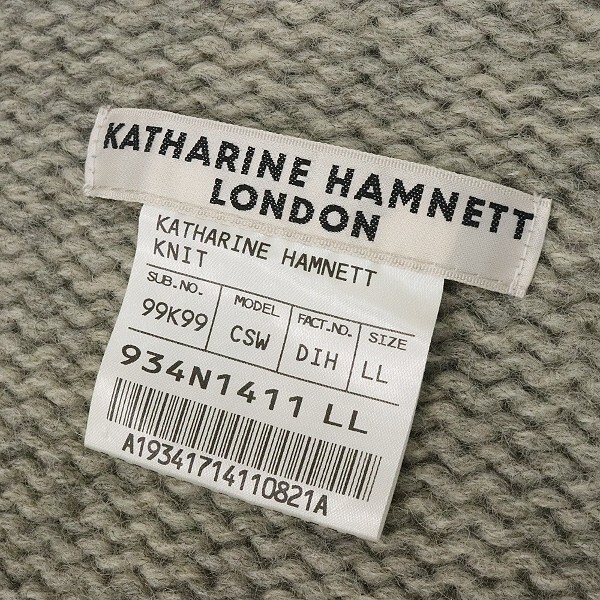 KATHARINE HAMNETT
LONDON
KATHARINE HAMNETT
KNIT
SUB.NO. MODEL FACT.NO. SIZE
99K99 CSW DIH LL
934N1411 LL
A19341714110821A